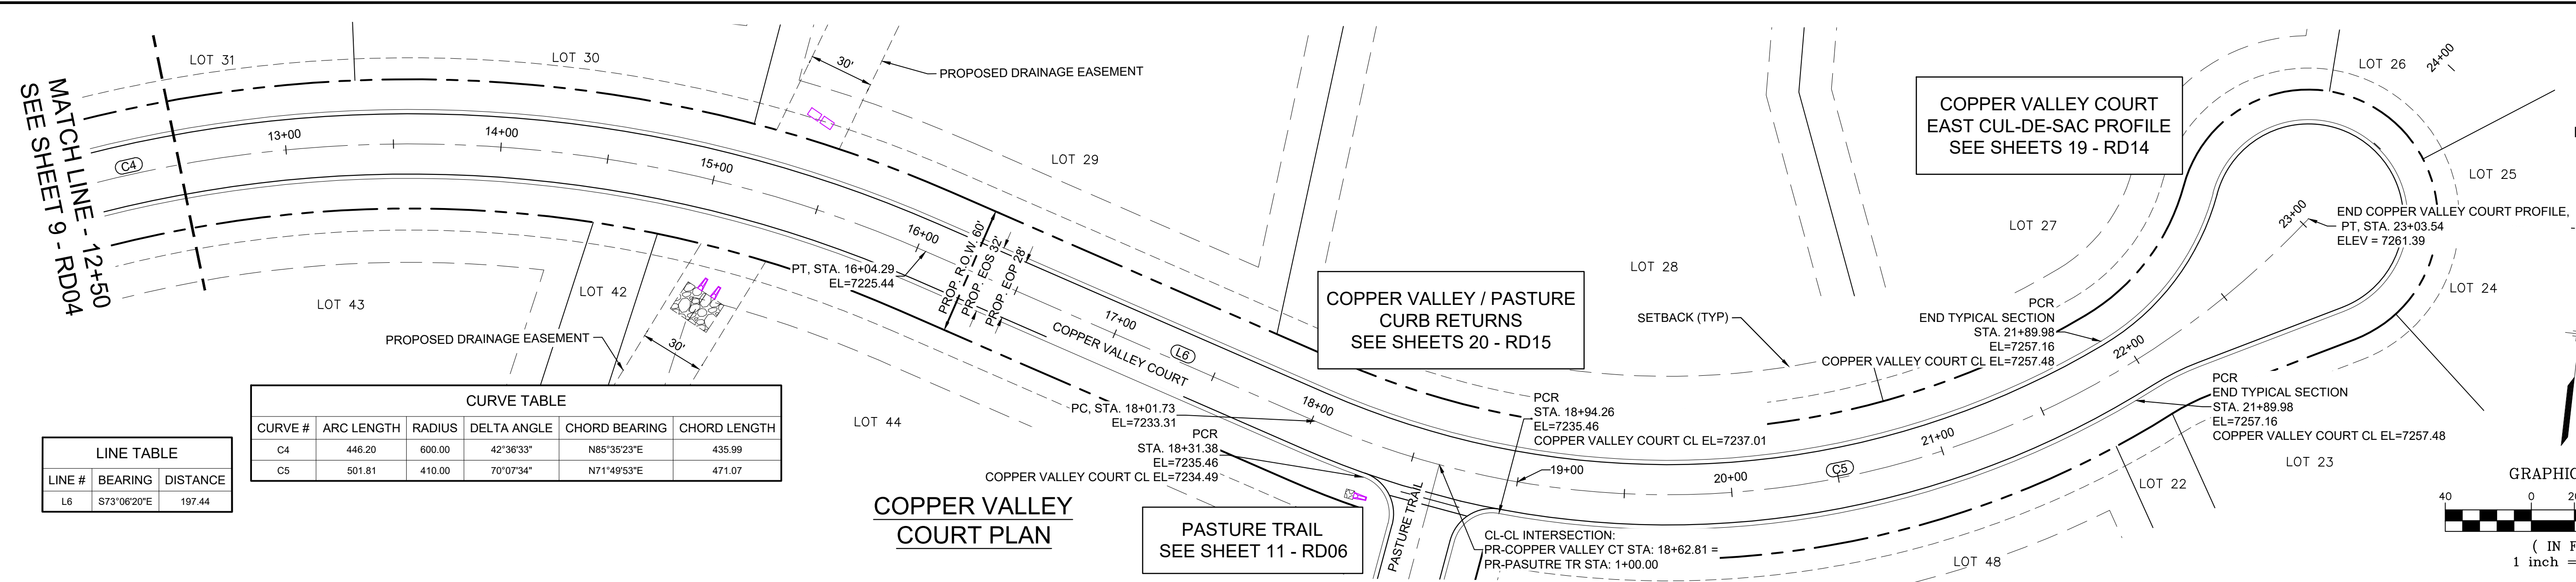 MATCH LINE - 12+50
SEE SHEET 9 - RD04
LOT 31
LOT 30
30'
PROPOSED DRAINAGE EASEMENT
LOT 29
C4
13+00
14+00
15+00
16+00
PT, STA. 16+04.29
EL=7225.44
PROP. R.O.W. 60'
PROP. EOS 32'
PROP. EOP 28'
LOT 43
LOT 42
PROPOSED DRAINAGE EASEMENT
30'
LINE TABLE
LINE # BEARING DISTANCE
L6 S73°06'20"E 197.44
CURVE TABLE
CURVE # ARC LENGTH RADIUS DELTA ANGLE CHORD BEARING CHORD LENGTH
C4 446.20 600.00 42°36'33" N85°35'23"E 435.99
C5 501.81 410.00 70°07'34" N71°49'53"E 471.07
LOT 44
COPPER VALLEY
COURT PLAN
COPPER VALLEY COURT
17+00
L6
18+00
PC, STA. 18+01.73
EL=7233.31
PCR
STA. 18+31.38
EL=7235.46
COPPER VALLEY COURT CL EL=7234.49
PASTURE TRAIL
SEE SHEET 11 - RD06
PASTURE TRAIL
CL-CL INTERSECTION:
PR-COPPER VALLEY CT STA: 18+62.81 =
PR-PASUTRE TR STA: 1+00.00
COPPER VALLEY / PASTURE
CURB RETURNS
SEE SHEETS 20 - RD15
PCR
STA. 18+94.26
EL=7235.46
COPPER VALLEY COURT CL EL=7237.01
19+00
20+00
C5
21+00
22+00
23+00
24+00
LOT 28
SETBACK (TYP)
COPPER VALLEY COURT
EAST CUL-DE-SAC PROFILE
SEE SHEETS 19 - RD14
LOT 27
LOT 26
LOT 25
END COPPER VALLEY COURT PROFILE,
PT, STA. 23+03.54
ELEV = 7261.39
LOT 24
PCR
END TYPICAL SECTION
STA. 21+89.98
EL=7257.16
COPPER VALLEY COURT CL EL=7257.48
PCR
END TYPICAL SECTION
STA. 21+89.98
EL=7257.16
COPPER VALLEY COURT CL EL=7257.48
LOT 23
LOT 22
LOT 48
40 0
1 inch =